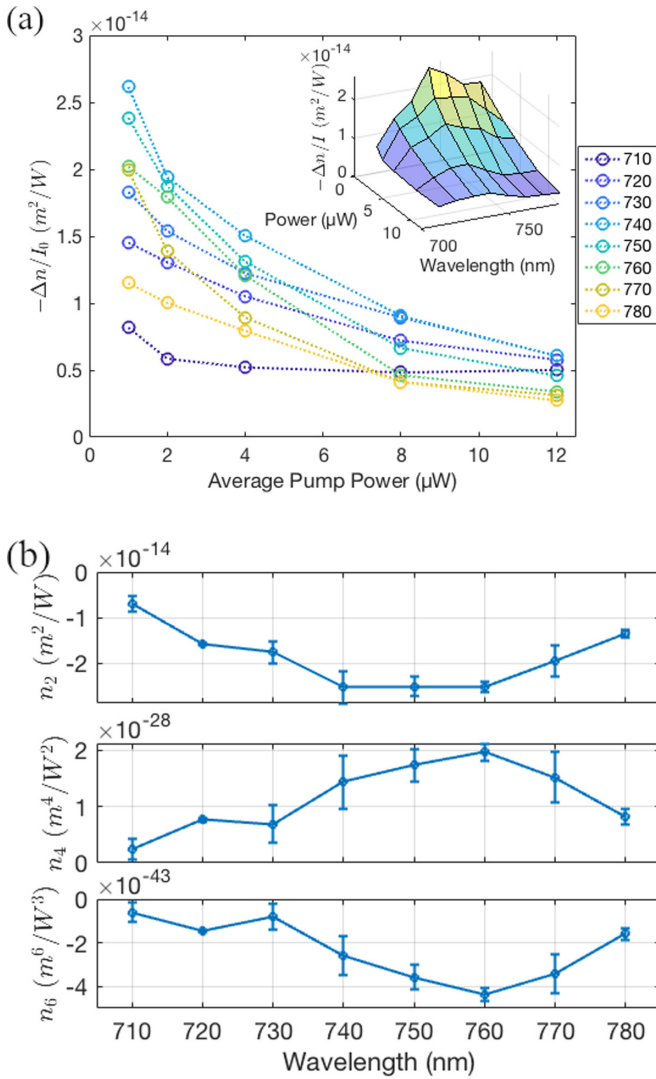 (a)
×10⁻¹⁴
3
2.5
2
1.5
1
0.5
0
−Δn/I₀ (m²/W)
0 2 4 6 8 10 12
Average Pump Power (µW)
×10⁻¹⁴
2
1
0
−Δn/I (m²/W)
0
5
10
Power (µW)
700 750
Wavelength (nm)
710
720
730
740
750
760
770
780
(b)
×10⁻¹⁴
0
-1
-2
n₂ (m²/W)
×10⁻²⁸
2
1
0
n₄ (m⁴/W²)
×10⁻⁴³
0
-2
-4
n₆ (m⁶/W³)
710 720 730 740 750 760 770 780
Wavelength (nm)